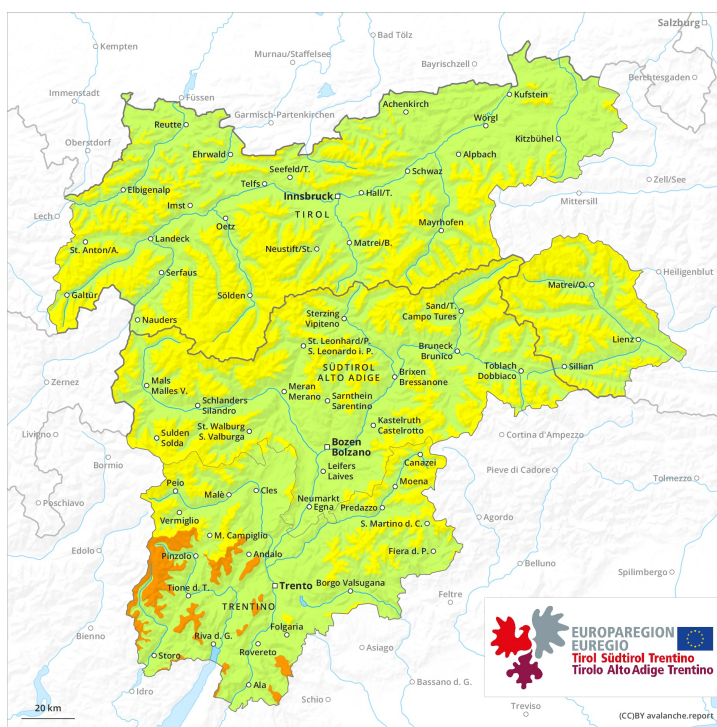 Salzburg
Kempten
Bad Tölz
Murnau/Staffelsee
Bayrischzell
Berchtesgaden
Immenstadt
Füssen
Kufstein
Achenkirch
Garmisch-Partenkirchen
Reutte
Wörgl
Oberstdorf
Kitzbühel
Ehrwald
Alpbach
Seefeld/T.
Schwaz
Zell/See
Telfs
Elbigenalp
Innsbruck
Hall/T.
Mittersill
Imst
TIROL
Lech
Oetz
Mayrhofen
Landeck
St. Anton/A.
Neustift/St.
Matrei/B.
Heiligenblut
Serfaus
Matrei/O.
Galtür
Sölden
Nauders
Sand/T.
Campo Tures
Sterzing
Vipiteno
Lienz
St. Leonhard/P.
S. Leonardo i. P.
Bruneck
Brunico
Toblach
Dobbiaco
Sillian
SÜDTIROL
ALTO ADIGE
Brixen
Bressanone
Zernez
Mals
Malles V.
Meran
Merano
Schlanders
Silandro
Sarnthein
Sarentino
Kastelruth
Castelrotto
St. Walburg
S. Valburga
Livigno
Sulden
Solda
Cortina d'Ampezzo
Bozen
Bolzano
Canazei
Bormio
Leifers
Laives
Pieve di Cadore
Tolmezzo
Peio
Moena
Malè
Cles
Neumarkt
Egna
Predazzo
Poschiavo
Vermiglio
Agordo
S. Martino d. C.
M. Campiglio
Edolo
Pinzolo
Andalo
Fiera d. P.
Belluno
Spilimbergo
Tione d. T.
Trento
Borgo Valsugana
Feltre
TRENTINO
Bienno
Folgaria
Riva d. G.
Asiago
Storo
Rovereto
EUROPAREGION
EUREGIO
Tirol Südtirol Trentino
Tirolo Alto Adige Trentino
Idro
Ala
Bassano d. G.
Schio
Treviso
20 km
(CC)BY avalanche.report